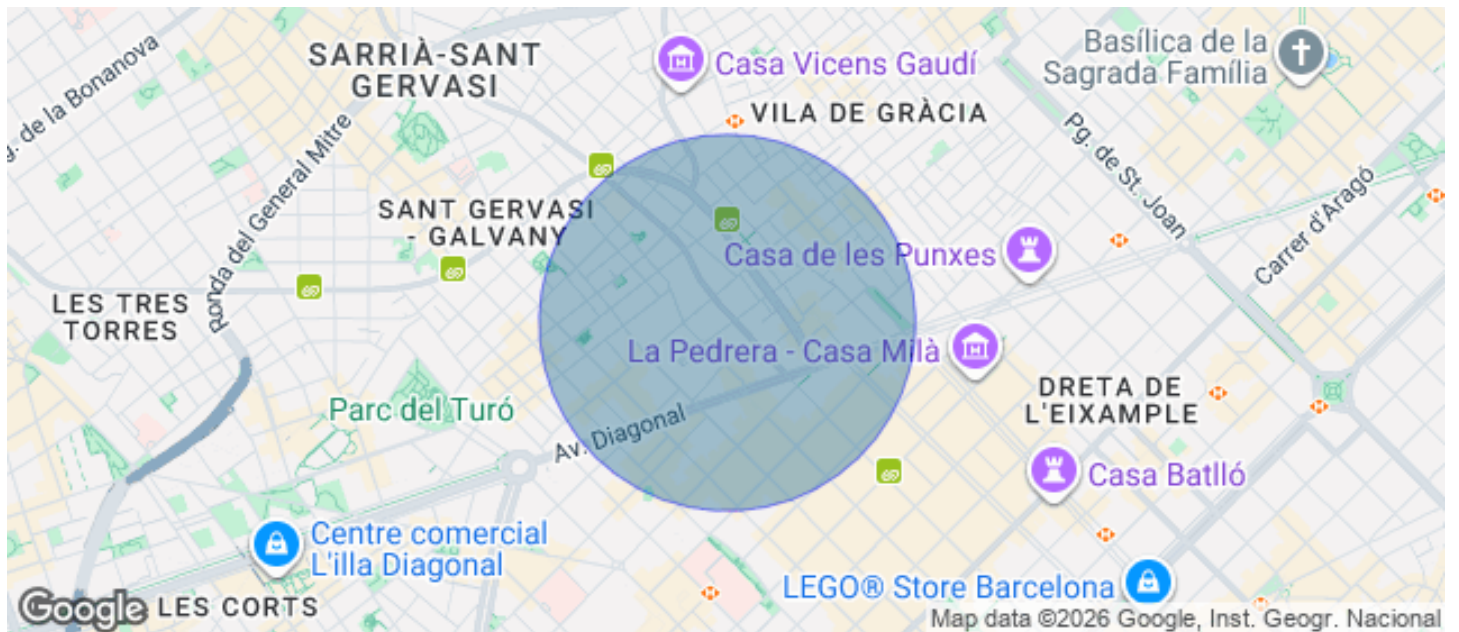 Pg. de la Bonanova
SARRIÀ-SANT
GERVASI
Casa Vicens Gaudí
VILA DE GRÀCIA
Basílica de la
Sagrada Família
Ronda del General Mitre
Pg. de St. Joan
Carrer d'Aragó
SANT GERVASI
- GALVANY
Casa de les Punxes
LES TRES
TORRES
La Pedrera - Casa Milà
DRETA DE
L'EIXAMPLE
Parc del Turó
Av. Diagonal
Casa Batlló
Centre comercial
L'illa Diagonal
LEGO® Store Barcelona
Google
LES CORTS
Map data ©2026 Google, Inst. Geogr. Nacional